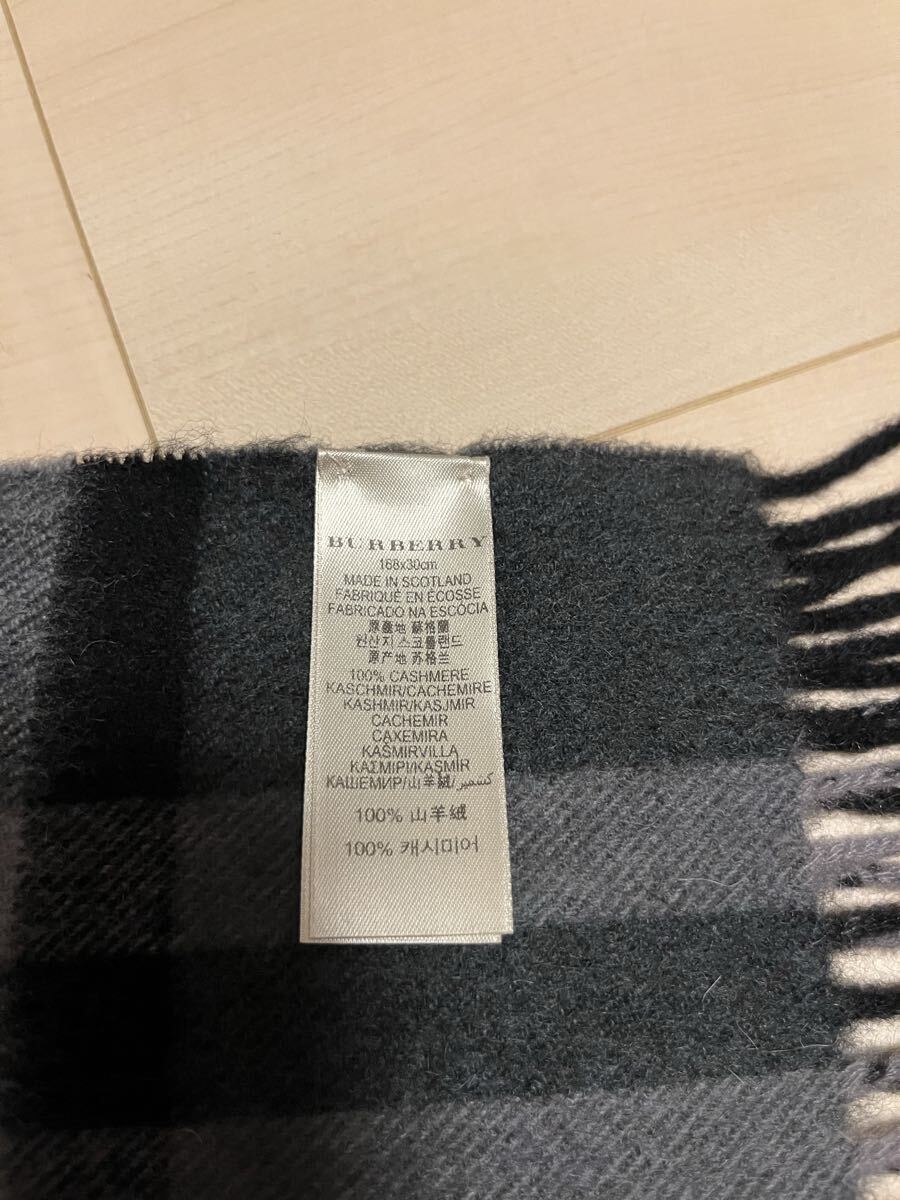 BURBERRY
168x30cm
MADE IN SCOTLAND
FABRIQUÉ EN ÉCOSSE
FABRICADO NA ESCÓCIA
原產地 蘇格蘭
원산지 스코틀랜드
原产地 苏格兰
100% CASHMERE
KASCHMIR/CACHEMIRE
KASHMIR/KASJMIR
CACHEMIR
CAXEMIRA
KAŠMIRVILLA
ΚΑΣΜΙΡΙ/KAŞMİR
КАШЕМИР/山羊絨/كشمير
100% 山羊絨
100% 캐시미어